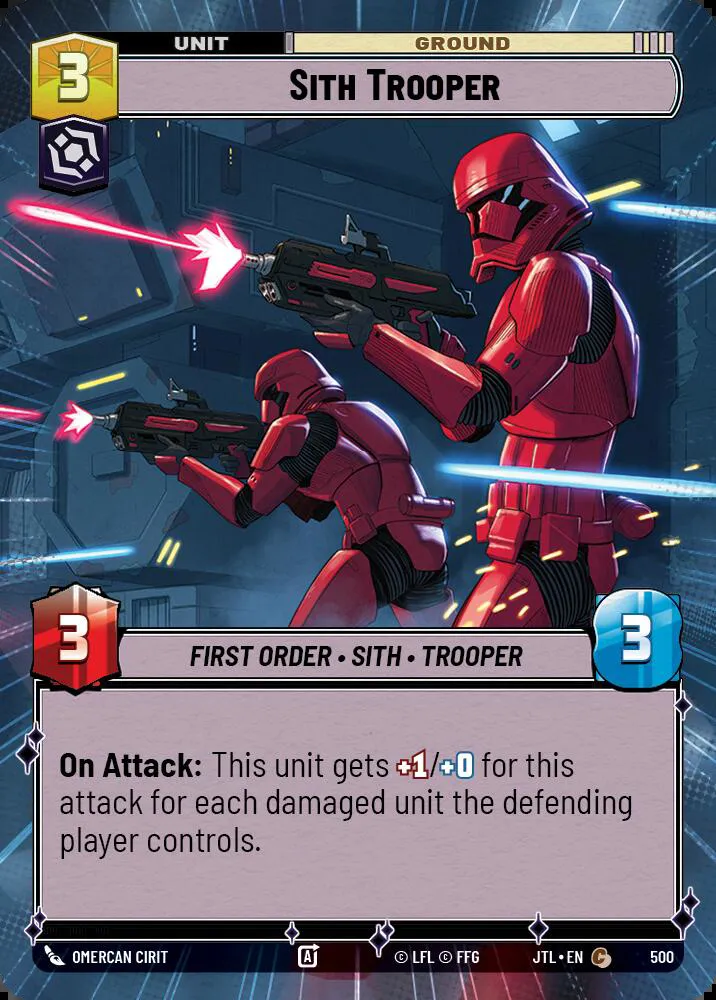 UNIT
GROUND
3
SITH TROOPER
3
3
FIRST ORDER • SITH • TROOPER
On Attack: This unit gets +1/+0 for this
attack for each damaged unit the defending
player controls.
OMERCAN CIRIT
A
© LFL © FFG
JTL • EN
C
500